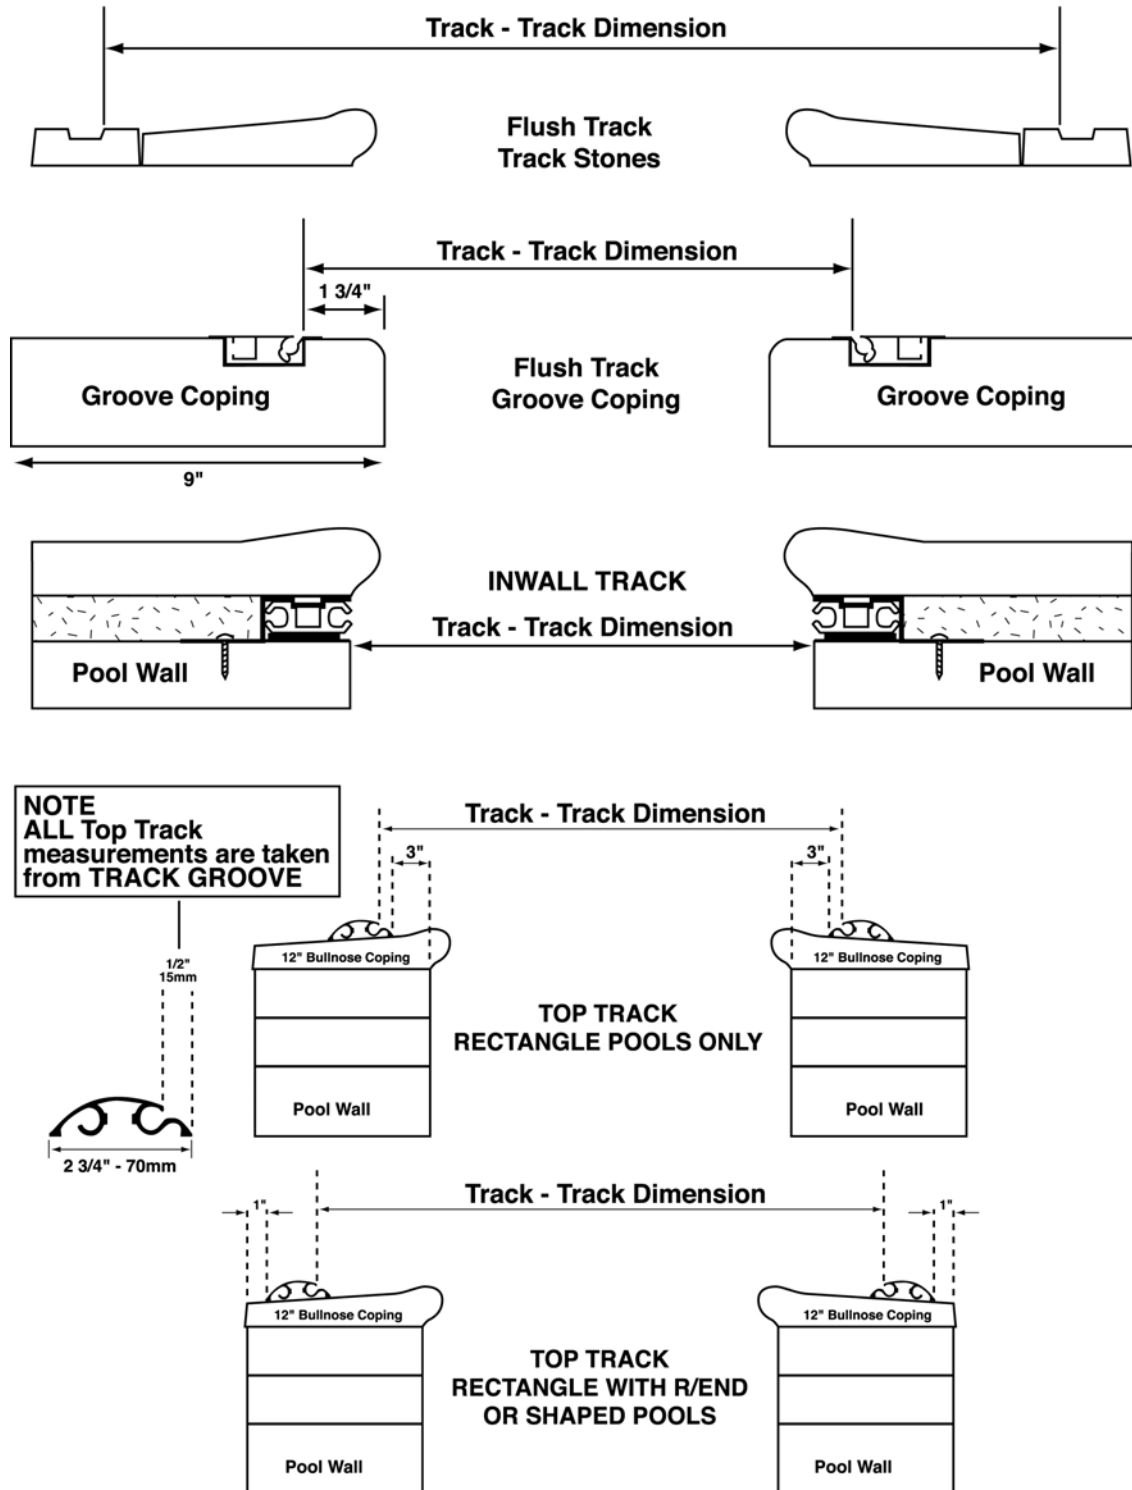 Track - Track Dimension
Flush Track
Track Stones
Track - Track Dimension
1 3/4"
Flush Track
Groove Coping
Groove Coping
Groove Coping
9"
INWALL TRACK
Track - Track Dimension
Pool Wall
Pool Wall
NOTE
ALL Top Track
measurements are taken
from TRACK GROOVE
1/2"
15mm
2 3/4" - 70mm
Track - Track Dimension
3"
3"
12" Bullnose Coping
12" Bullnose Coping
TOP TRACK
RECTANGLE POOLS ONLY
Pool Wall
Pool Wall
Track - Track Dimension
1"
1"
12" Bullnose Coping
12" Bullnose Coping
TOP TRACK
RECTANGLE WITH R/END
OR SHAPED POOLS
Pool Wall
Pool Wall